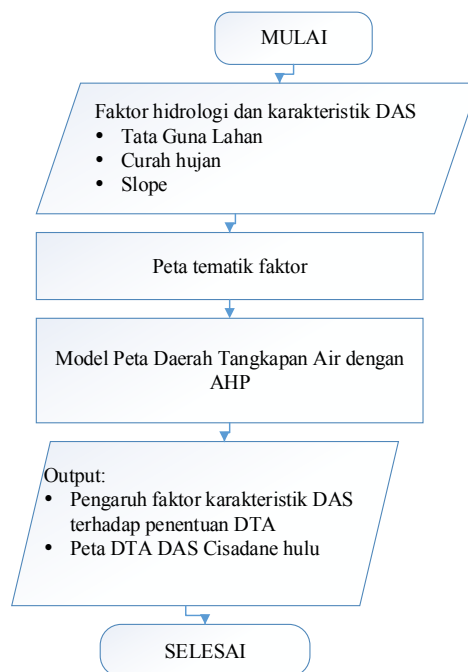 MULAI
Faktor hidrologi dan karakteristik DAS
• Tata Guna Lahan
• Curah hujan
• Slope
Peta tematik faktor
Model Peta Daerah Tangkapan Air dengan
AHP
Output:
• Pengaruh faktor karakteristik DAS
terhadap penentuan DTA
• Peta DTA DAS Cisadane hulu
SELESAI